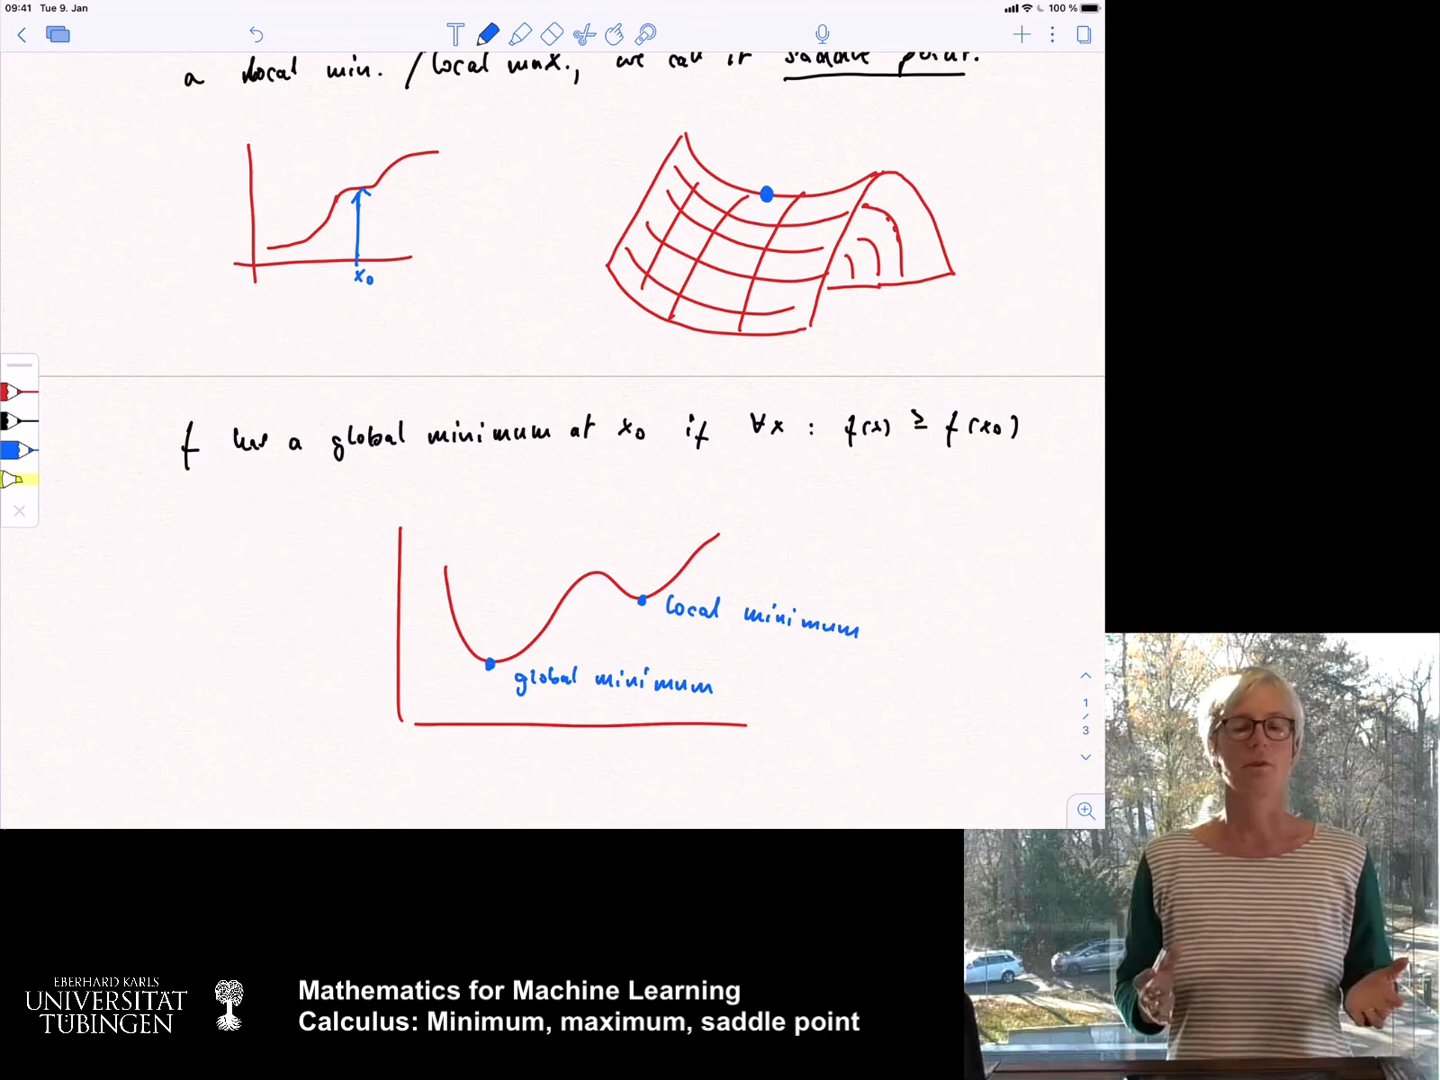 09:41 Tue 9. Jan
100 %
T
a local min. / local max., we call it saddle point.
x₀
f has a global minimum at x₀ if ∀x : f(x) ≥ f(x₀)
local minimum
global minimum
1
/
3
EBERHARD KARLS
UNIVERSITÄT
TÜBINGEN
Mathematics for Machine Learning
Calculus: Minimum, maximum, saddle point